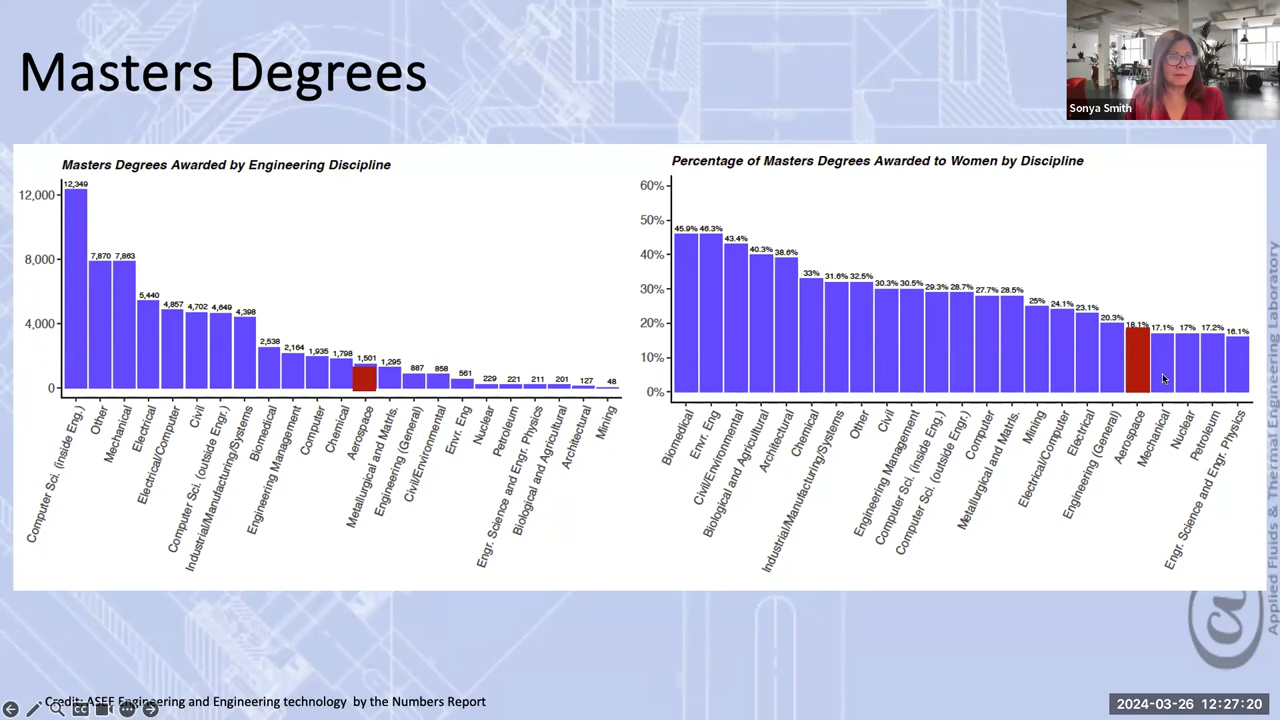 Masters Degrees
Sonya Smith
Masters Degrees Awarded by Engineering Discipline
12,000
8,000
4,000
0
12,349
7,870
7,863
5,440
4,857
4,702
4,649
4,398
2,538
2,164
1,935
1,798
1,501
1,295
887
858
561
229
221
211
201
127
48
Computer Sci. (inside Eng.)
Other
Mechanical
Electrical
Electrical/Computer
Civil
Computer Sci. (outside Engr.)
Industrial/Manufacturing/Systems
Biomedical
Engineering Management
Computer
Chemical
Aerospace
Metallurgical and Matrls.
Engineering (General)
Civil/Environmental
Envr. Eng
Nuclear
Petroleum
Engr. Science and Engr. Physics
Biological and Agricultural
Architectural
Mining
Percentage of Masters Degrees Awarded to Women by Discipline
60%
50%
40%
30%
20%
10%
0%
45.9%
46.3%
43.4%
40.3%
38.6%
33%
31.6%
32.5%
30.3%
30.5%
29.3%
28.7%
27.7%
28.5%
25%
24.1%
23.1%
20.3%
18.1%
17.1%
17%
17.2%
16.1%
Biomedical
Envr. Eng
Civil/Environmental
Biological and Agricultural
Architectural
Chemical
Industrial/Manufacturing/Systems
Other
Civil
Engineering Management
Computer Sci. (inside Eng.)
Computer Sci. (outside Engr.)
Computer
Metallurgical and Matrls.
Mining
Electrical/Computer
Electrical
Engineering (General)
Aerospace
Mechanical
Nuclear
Petroleum
Engr. Science and Engr. Physics
Applied Fluids & Thermal Engineering Laboratory
@
Credit: ASEE Engineering and Engineering technology by the Numbers Report
CC
2024-03-26 12:27:20